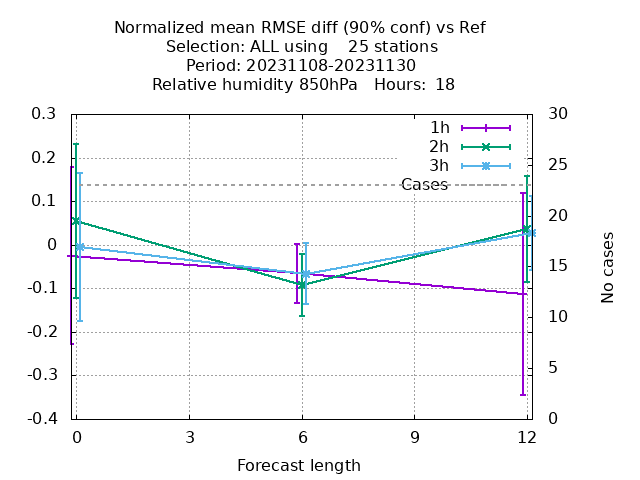 Normalized mean RMSE diff (90% conf) vs Ref
Selection: ALL using    25 stations
Period: 20231108-20231130
Relative humidity 850hPa   Hours:  18
0.3
0.2
0.1
0
-0.1
-0.2
-0.3
-0.4
30
25
20
15
10
5
0
1h
2h
3h
Cases
No cases
0
3
6
9
12
Forecast length